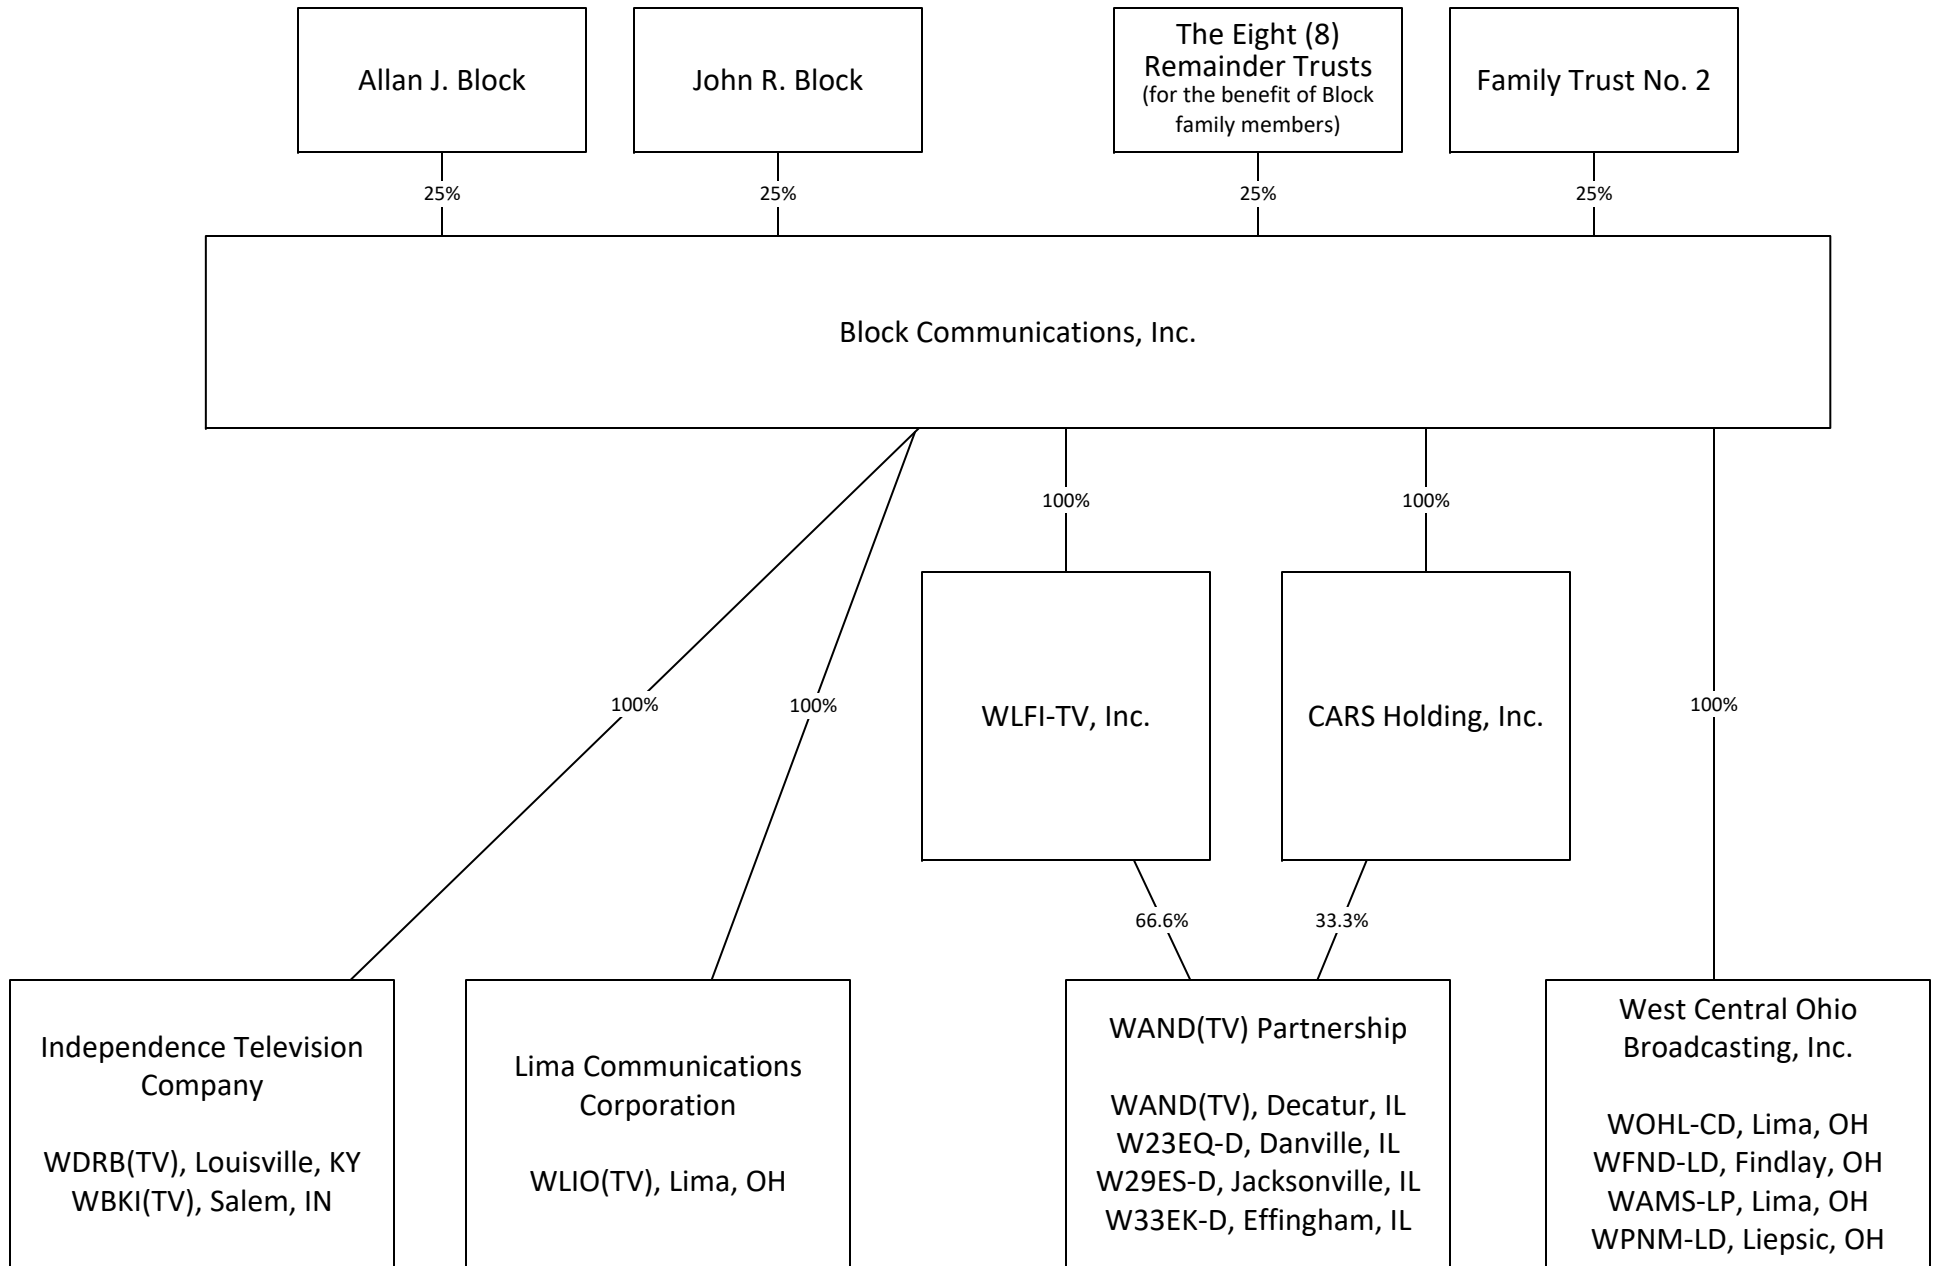 Allan J. Block
John R. Block
The Eight (8)
Remainder Trusts
(for the benefit of Block
family members)
Family Trust No. 2
25%
25%
25%
25%
Block Communications, Inc.
100%
100%
100%
100%
100%
WLFI-TV, Inc.
CARS Holding, Inc.
66.6%
33.3%
Independence Television
Company
WDRB(TV), Louisville, KY
WBKI(TV), Salem, IN
Lima Communications
Corporation
WLIO(TV), Lima, OH
WAND(TV) Partnership
WAND(TV), Decatur, IL
W23EQ-D, Danville, IL
W29ES-D, Jacksonville, IL
W33EK-D, Effingham, IL
West Central Ohio
Broadcasting, Inc.
WOHL-CD, Lima, OH
WFND-LD, Findlay, OH
WAMS-LP, Lima, OH
WPNM-LD, Liepsic, OH